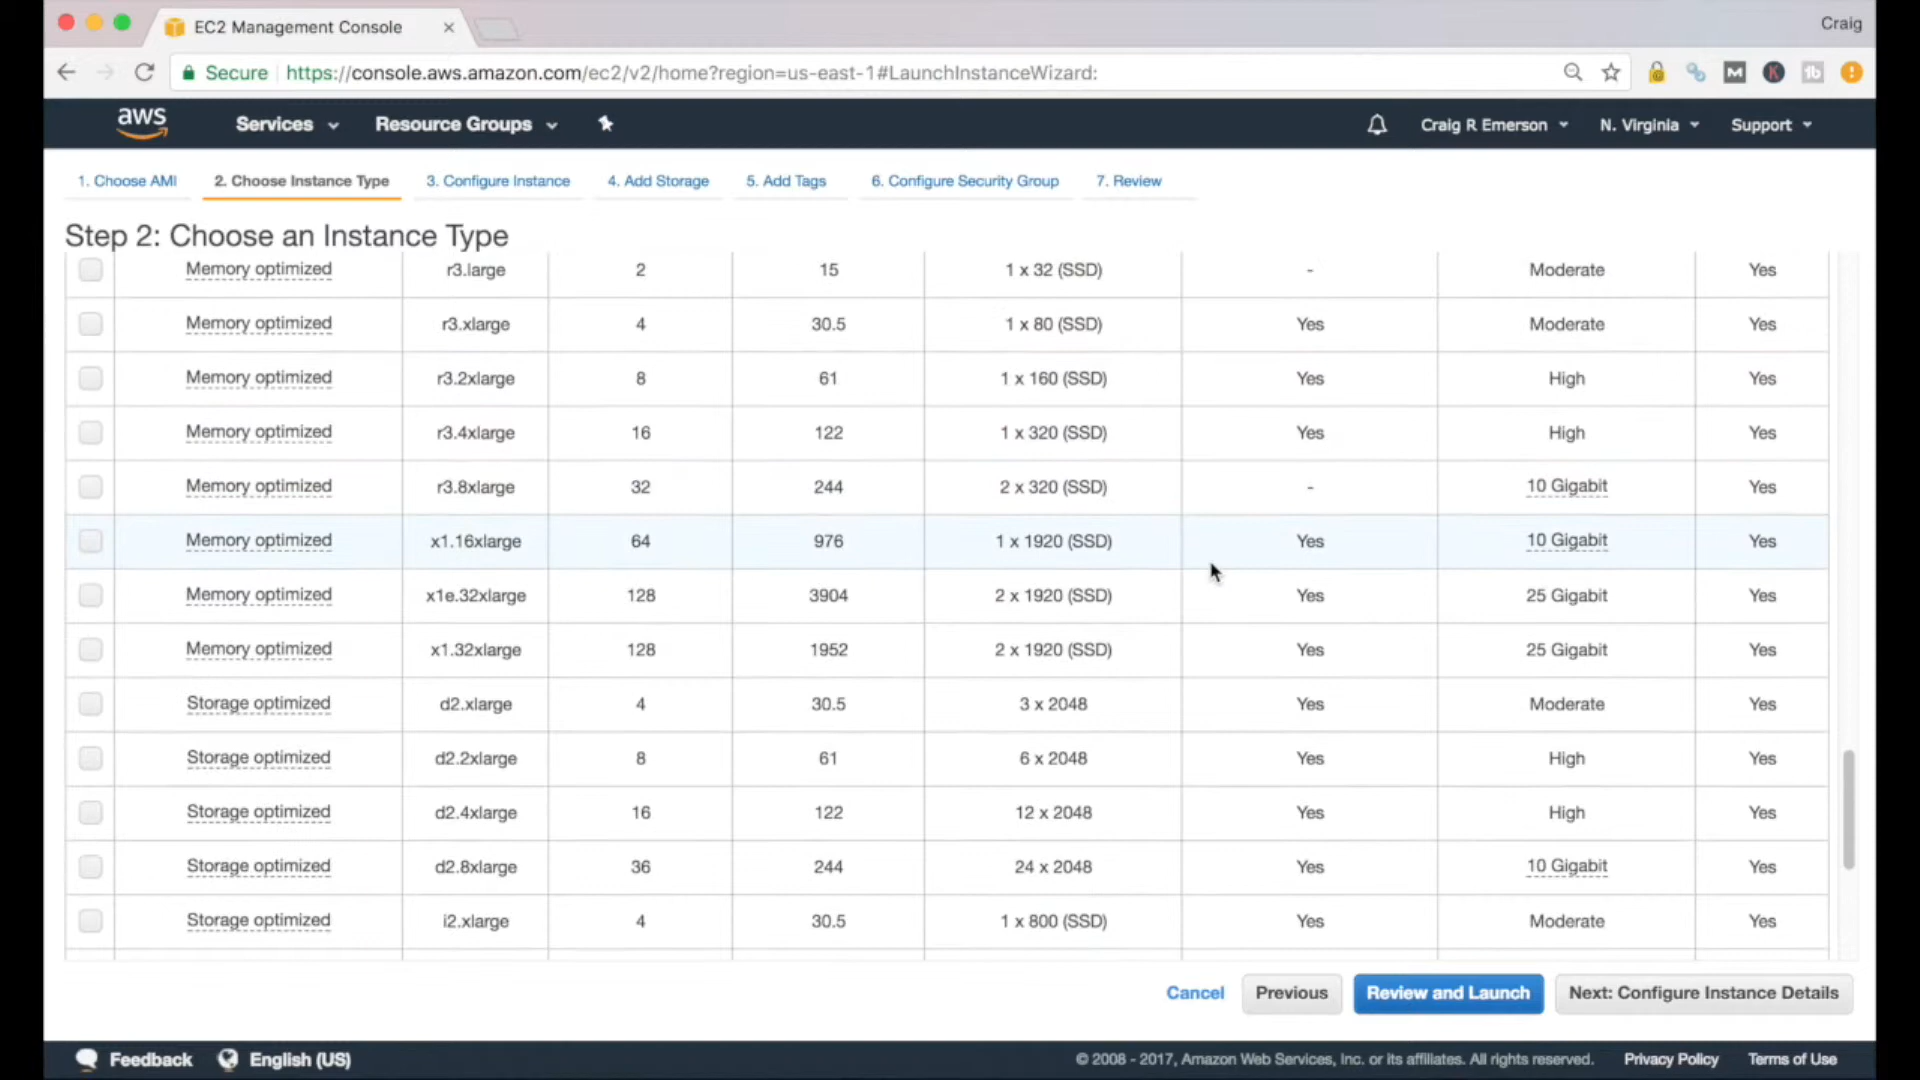 EC2 Management Console
Craig
Secure https://console.aws.amazon.com/ec2/v2/home?region=us-east-1#LaunchInstanceWizard:
aws Services Resource Groups Craig R Emerson N. Virginia Support
1. Choose AMI 2. Choose Instance Type 3. Configure Instance 4. Add Storage 5. Add Tags 6. Configure Security Group 7. Review
Step 2: Choose an Instance Type
Memory optimized r3.large 2 15 1 x 32 (SSD) - Moderate Yes
Memory optimized r3.xlarge 4 30.5 1 x 80 (SSD) Yes Moderate Yes
Memory optimized r3.2xlarge 8 61 1 x 160 (SSD) Yes High Yes
Memory optimized r3.4xlarge 16 122 1 x 320 (SSD) Yes High Yes
Memory optimized r3.8xlarge 32 244 2 x 320 (SSD) - 10 Gigabit Yes
Memory optimized x1.16xlarge 64 976 1 x 1920 (SSD) Yes 10 Gigabit Yes
Memory optimized x1e.32xlarge 128 3904 2 x 1920 (SSD) Yes 25 Gigabit Yes
Memory optimized x1.32xlarge 128 1952 2 x 1920 (SSD) Yes 25 Gigabit Yes
Storage optimized d2.xlarge 4 30.5 3 x 2048 Yes Moderate Yes
Storage optimized d2.2xlarge 8 61 6 x 2048 Yes High Yes
Storage optimized d2.4xlarge 16 122 12 x 2048 Yes High Yes
Storage optimized d2.8xlarge 36 244 24 x 2048 Yes 10 Gigabit Yes
Storage optimized i2.xlarge 4 30.5 1 x 800 (SSD) Yes Moderate Yes
Cancel Previous Review and Launch Next: Configure Instance Details
Feedback English (US) © 2008 - 2017, Amazon Web Services, Inc. or its affiliates. All rights reserved. Privacy Policy Terms of Use